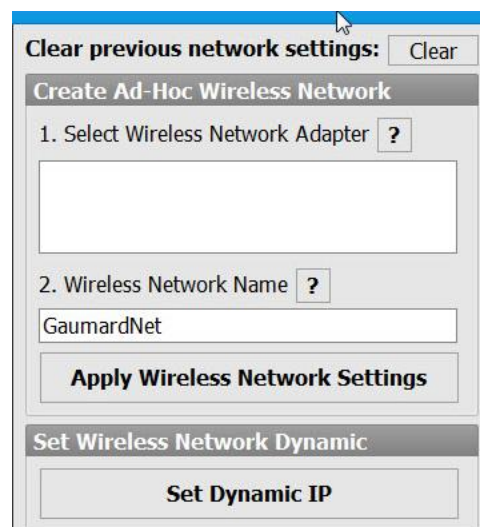 Clear previous network settings: Clear
Create Ad-Hoc Wireless Network
1. Select Wireless Network Adapter ?
2. Wireless Network Name ?
GaumardNet
Apply Wireless Network Settings
Set Wireless Network Dynamic
Set Dynamic IP